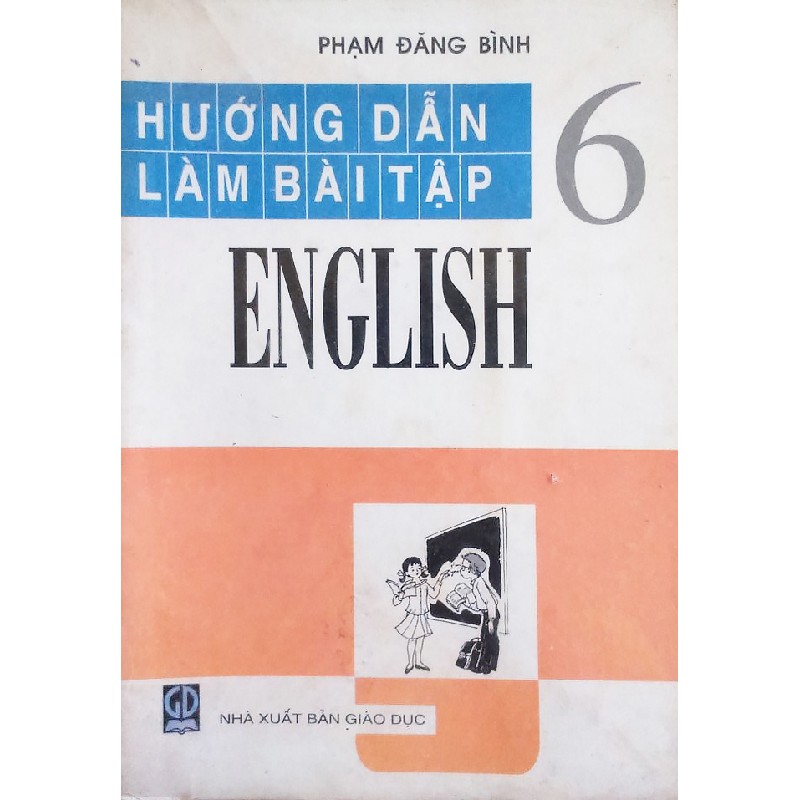 PHẠM ĐĂNG BÌNH
HƯỚNG DẪN
LÀM BÀI TẬP
6
ENGLISH
GD
NHÀ XUẤT BẢN GIÁO DỤC